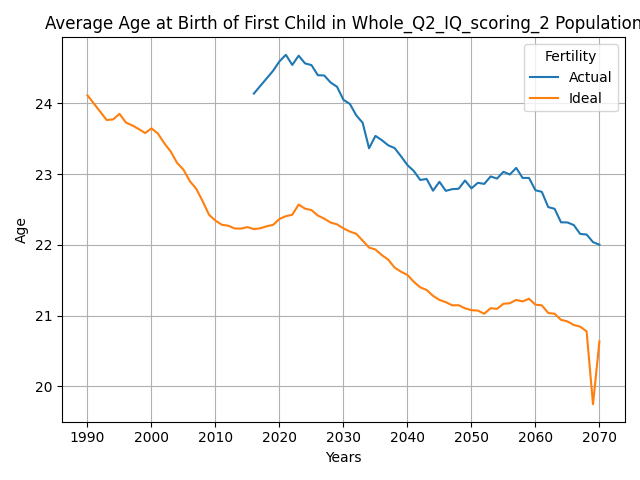 Average Age at Birth of First Child in Whole_Q2_IQ_scoring_2 Population
Fertility
Actual
Ideal
Age
24
23
22
21
20
1990 2000 2010 2020 2030 2040 2050 2060 2070
Years